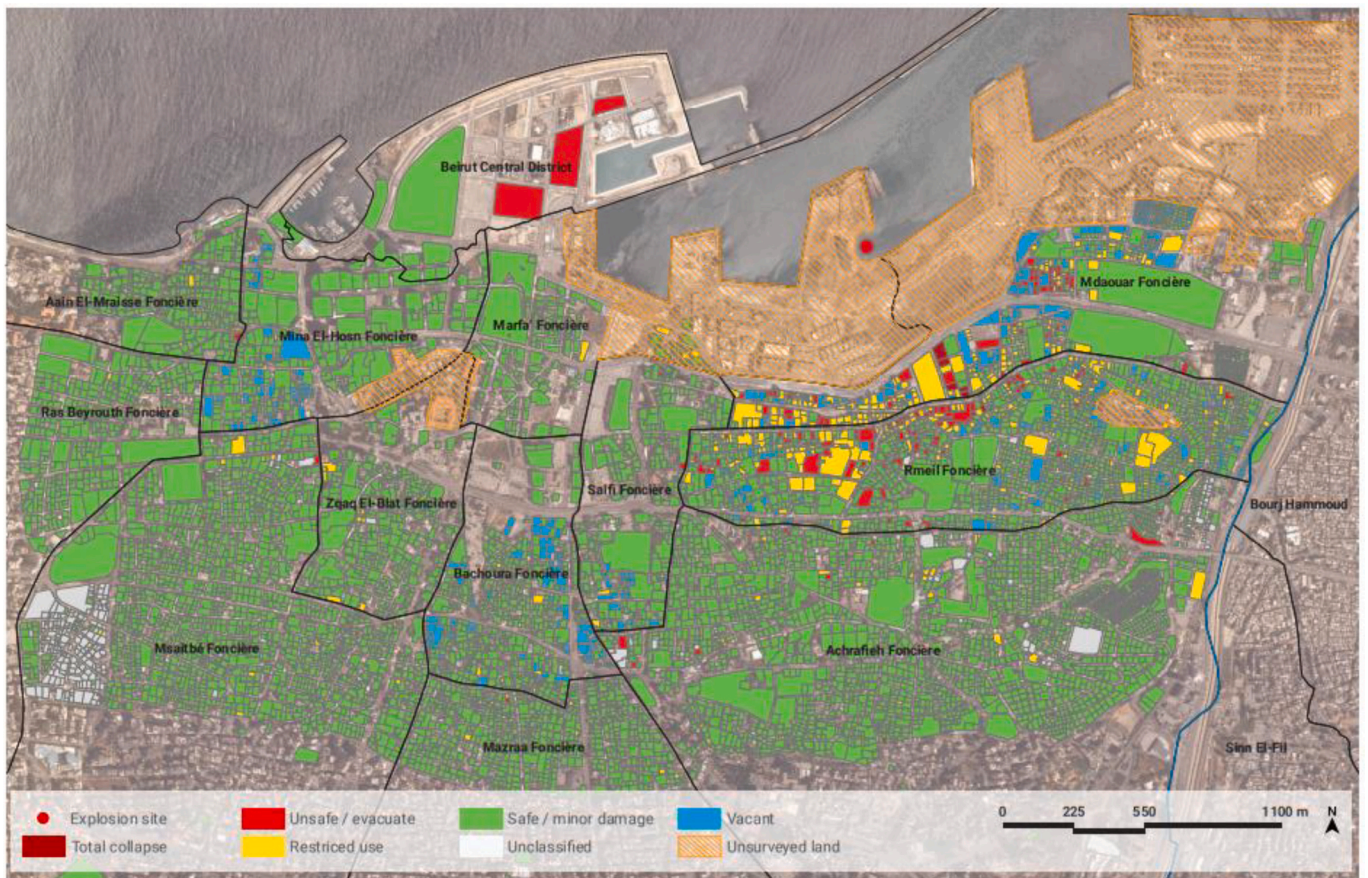 Beirut Central District
Mdaouar Foncière
Aain El-Mraisse Foncière
Mina El-Hosn Foncière
Marfa' Foncière
Ras Beyrouth Foncière
Rmeil Foncière
Zqaq El-Blat Foncière
Saifi Foncière
Bourj Hammoud
Bachoura Foncière
Msaitbé Foncière
Achrafieh Foncière
Mazraa Foncière
Sinn El-Fil
Explosion site
Unsafe / evacuate
Safe / minor damage
Vacant
0 225 550 1100 m N
Total collapse
Restriced use
Unclassified
Unsurveyed land